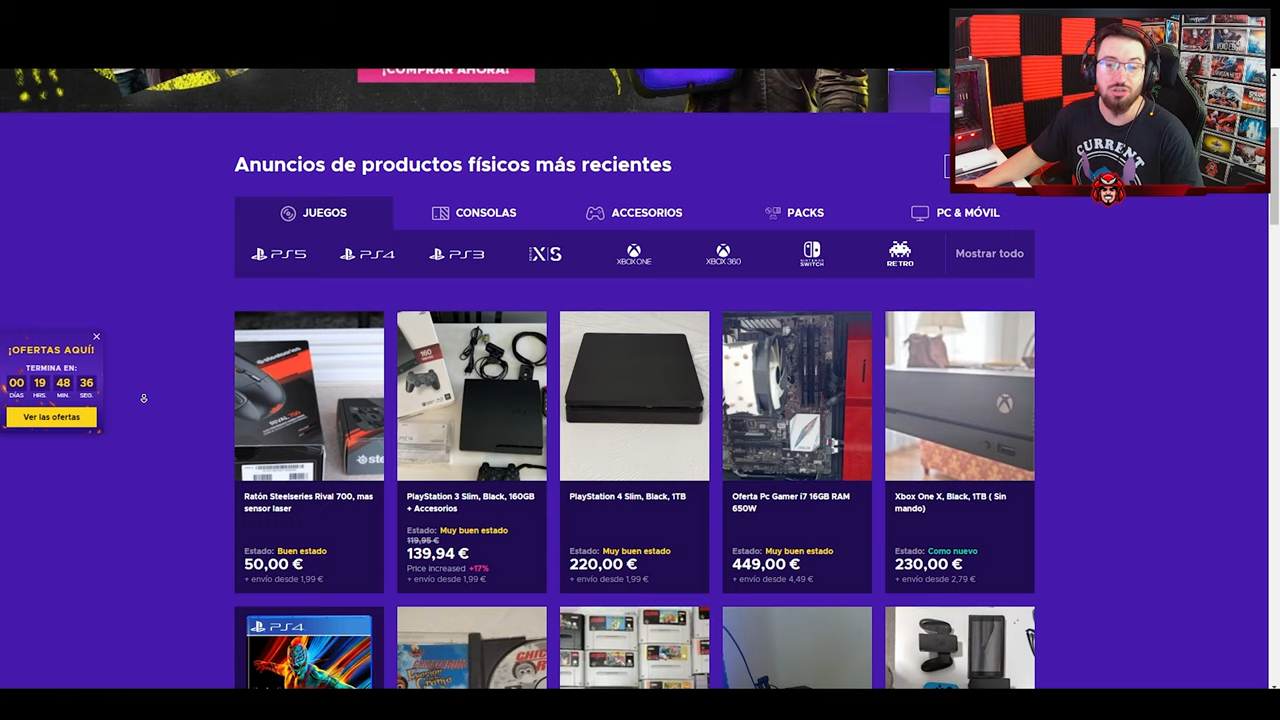 ¡COMPRAR AHORA!
Anuncios de productos físicos más recientes
JUEGOS
CONSOLAS
ACCESORIOS
PACKS
PC & MÓVIL
PS5
PS4
PS3
X|S
XBOX ONE
XBOX 360
NINTENDO SWITCH
RETRO
Mostrar todo
¡OFERTAS AQUÍ!
TERMINA EN:
00 19 48 36
DÍAS HRS. MIN. SEG.
Ver las ofertas
CURRENT
Ratón Steelseries Rival 700, mas
sensor laser
Estado: Buen estado
50,00 €
+ envío desde 1,99 €
PlayStation 3 Slim, Black, 160GB
+ Accesorios
Estado: Muy buen estado
119,95 €
139,94 €
Price increased +17%
+ envío desde 1,99 €
PlayStation 4 Slim, Black, 1TB
Estado: Muy buen estado
220,00 €
+ envío desde 1,99 €
Oferta Pc Gamer i7 16GB RAM
650W
Estado: Muy buen estado
449,00 €
+ envío desde 4,49 €
Xbox One X, Black, 1TB ( Sin
mando)
Estado: Como nuevo
230,00 €
+ envío desde 2,79 €
PS4